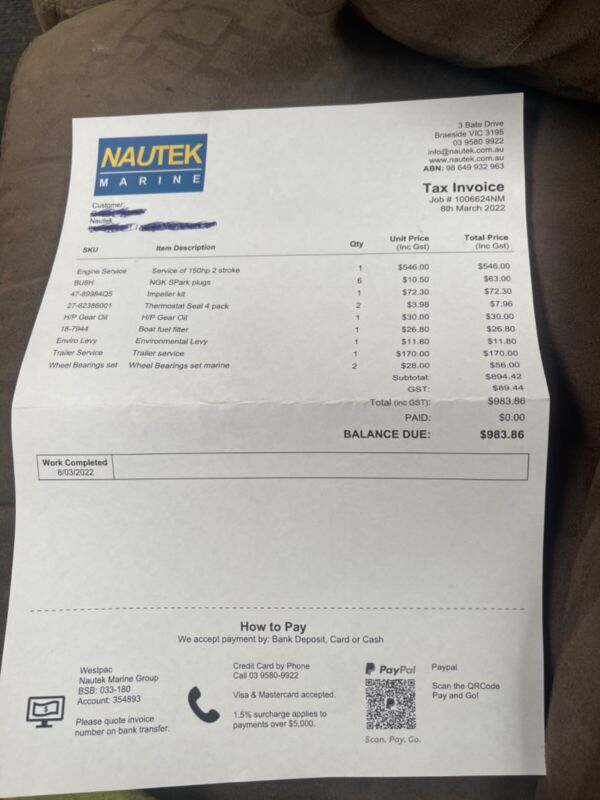 NAUTEK
MARINE
3 Bate Drive
Braeside VIC 3195
03 9580 9922
info@nautek.com.au
www.nautek.com.au
ABN: 98 649 932 963
Tax Invoice
Job # 1006624NM
8th March 2022
Customer:
Nautek
SKU Item Description Qty Unit Price (Inc Gst) Total Price (Inc Gst)
Engine Service Service of 150hp 2 stroke 1 $546.00 $546.00
BU8H NGK SPark plugs 6 $10.50 $63.00
47-89984Q5 Impeller kit 1 $72.30 $72.30
27-62386001 Thermostat Seal 4 pack 2 $3.98 $7.96
H/P Gear Oil H/P Gear Oil 1 $30.00 $30.00
18-7944 Boat fuel filter 1 $26.80 $26.80
Enviro Levy Environmental Levy 1 $11.80 $11.80
Trailer Service Trailer service 1 $170.00 $170.00
Wheel Bearings set Wheel Bearings set marine 2 $28.00 $56.00
Subtotal: $894.42
GST: $89.44
Total (inc GST): $983.86
PAID: $0.00
BALANCE DUE: $983.86
Work Completed
8/03/2022
How to Pay
We accept payment by: Bank Deposit, Card or Cash
Westpac
Nautek Marine Group
BSB: 033-180
Account: 354893
Please quote invoice
number on bank transfer.
Credit Card by Phone
Call 03 9580-9922
Visa & Mastercard accepted.
1.5% surcharge applies to
payments over $5,000.
PayPal
Scan. Pay. Go.
Paypal
Scan the QRCode
Pay and Go!